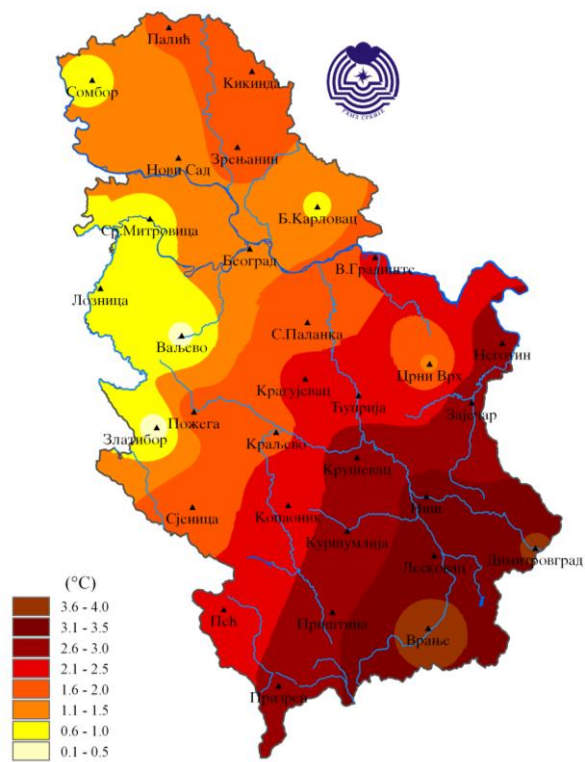 Палић
Кикинда
Сомбор
Зрењанин
Нови Сад
Б.Карловац
Ср.Митровица
Београд
В.Градиште
Лозница
С.Паланка
Ваљево
Неготин
Црни Врх
Крагујевац
Ћуприја
Зајечар
Пожега
Златибор
Краљево
Крушевац
Ниш
Сјеница
Копаоник
Куршумлија
Димитровград
Лесковац
Пећ
Приштина
Врање
Призрен
(°C)
3.6 - 4.0
3.1 - 3.5
2.6 - 3.0
2.1 - 2.5
1.6 - 2.0
1.1 - 1.5
0.6 - 1.0
0.1 - 0.5